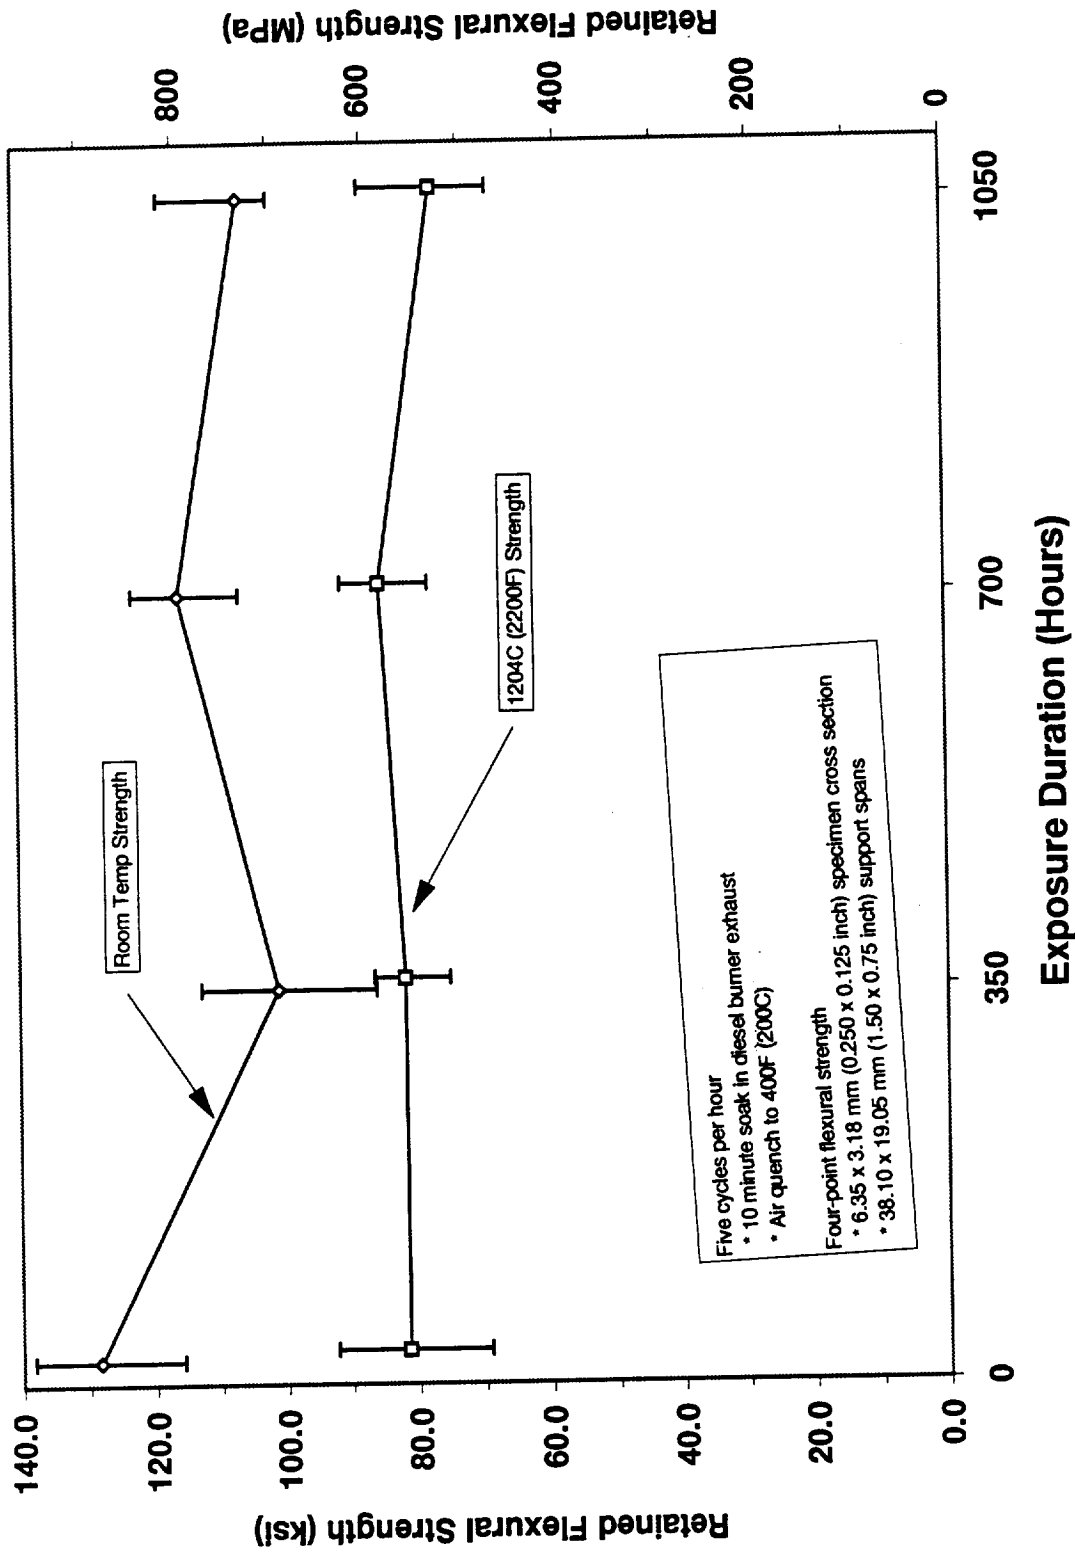 Retained Flexural Strength (ksi)
140.0
120.0
100.0
80.0
60.0
40.0
20.0
0.0
Retained Flexural Strength (MPa)
800
600
400
200
0
Room Temp Strength
1204C (2200F) Strength
Five cycles per hour
* 10 minute soak in diesel burner exhaust
* Air quench to 400F (200C)
Four-point flexural strength
* 6.35 x 3.18 mm (0.250 x 0.125 inch) specimen cross section
* 38.10 x 19.05 mm (1.50 x 0.75 inch) support spans
0
350
700
1050
Exposure Duration (Hours)